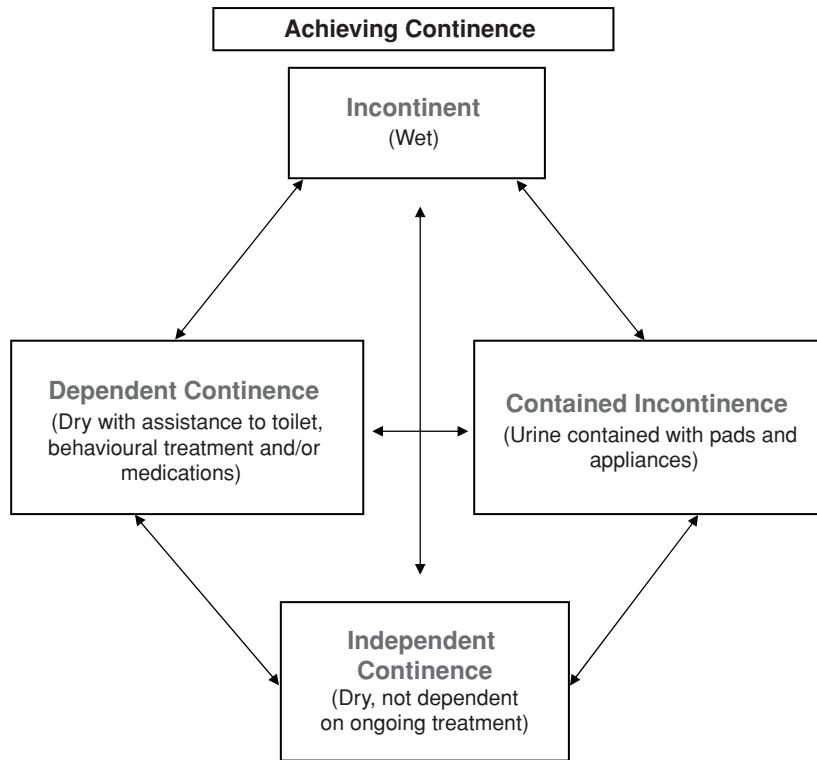 Achieving Continence
Incontinent
(Wet)
Dependent Continence
(Dry with assistance to toilet,
behavioural treatment and/or
medications)
Contained Incontinence
(Urine contained with pads and
appliances)
Independent
Continence
(Dry, not dependent
on ongoing treatment)